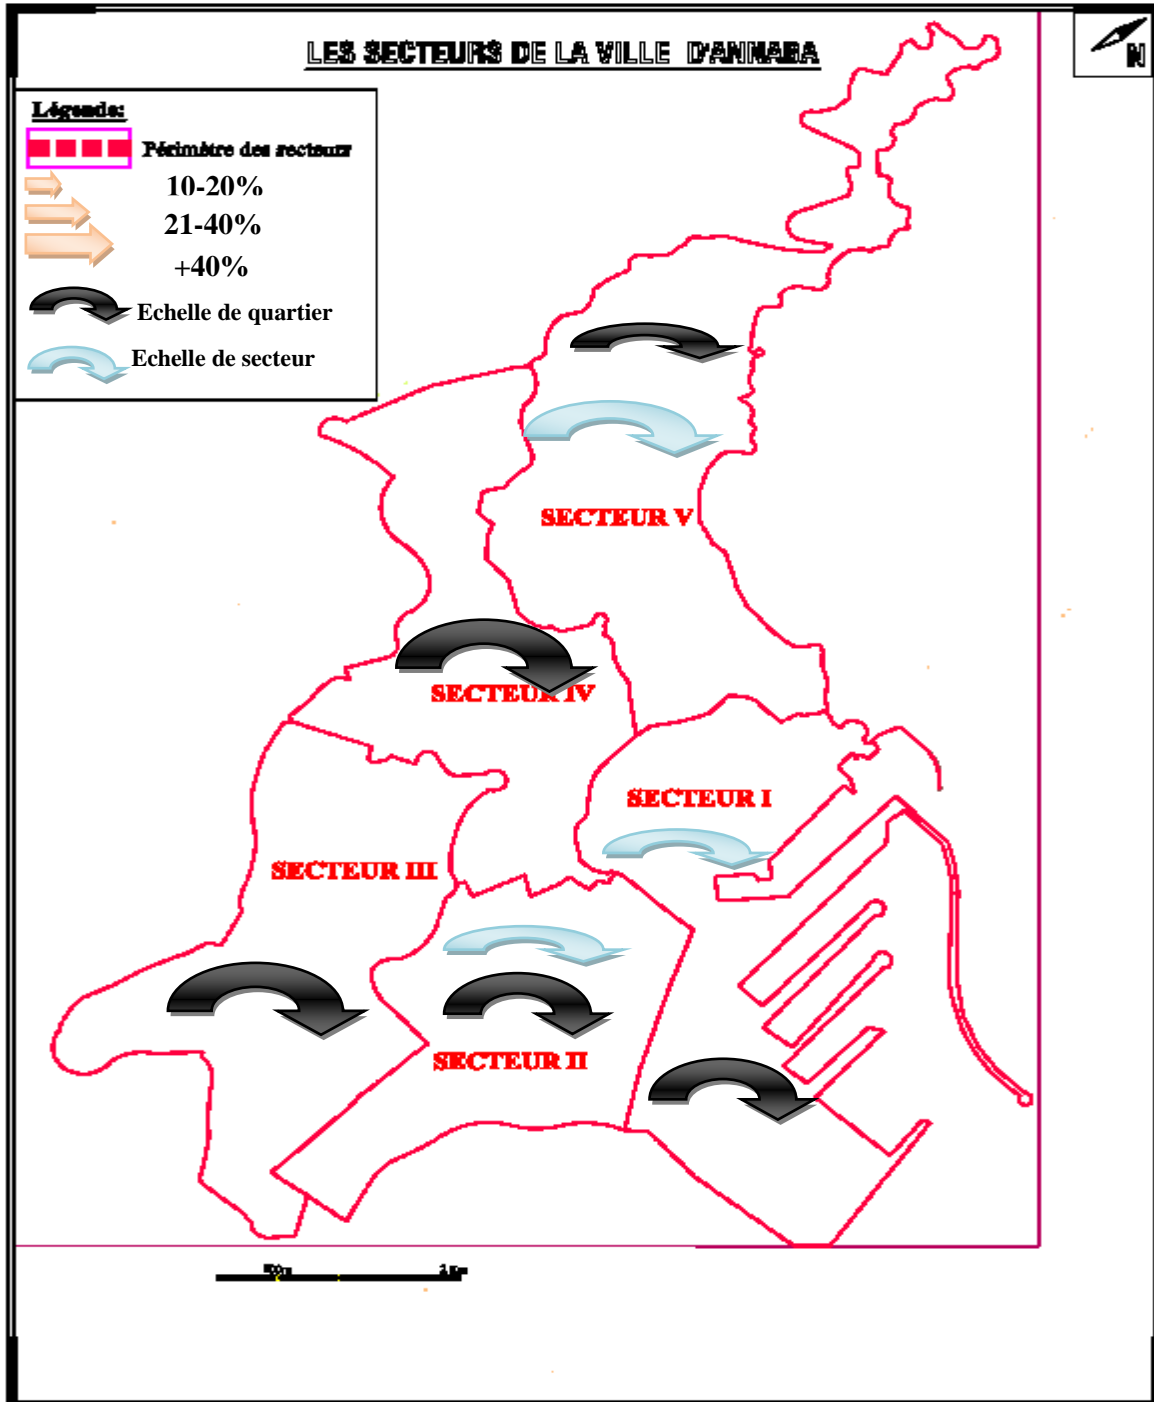 LES SECTEURS DE LA VILLE D'ANNABA
N
Légende:
Périmètre des secteurs
10-20%
21-40%
+40%
Echelle de quartier
Echelle de secteur
SECTEUR V
SECTEUR IV
SECTEUR I
SECTEUR III
SECTEUR II